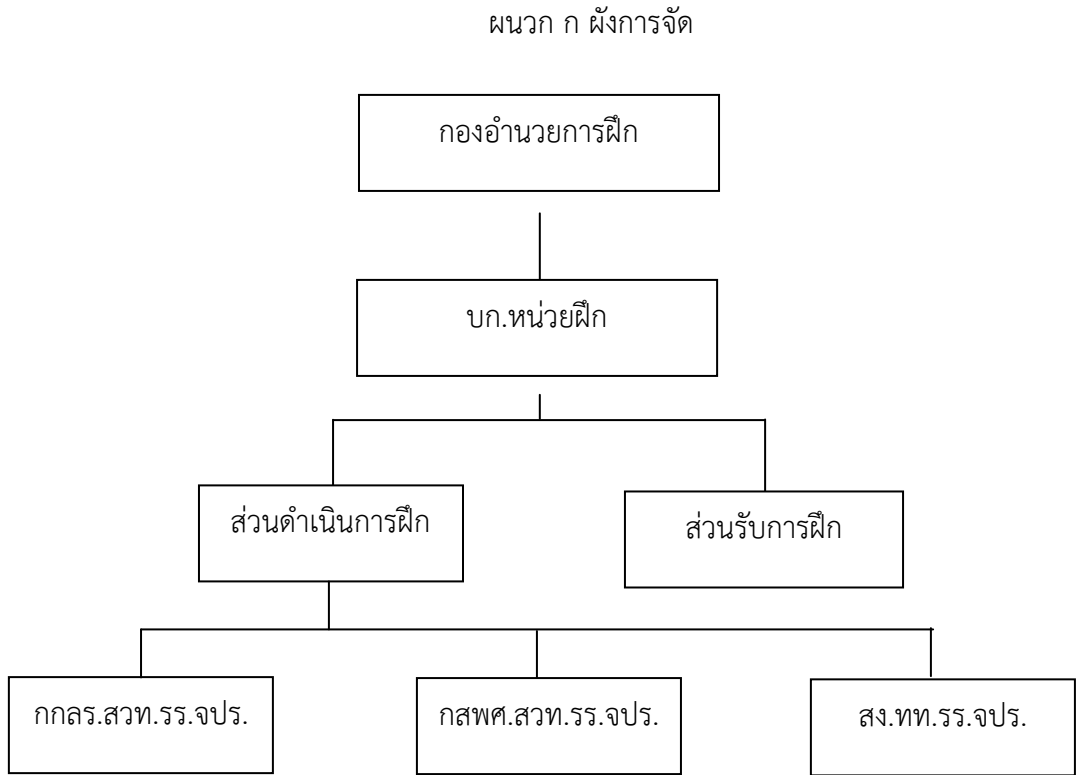 ผนวก ก ผังการจัด
กองอำนวยการฝึก
บก.หน่วยฝึก
ส่วนดำเนินการฝึก
ส่วนรับการฝึก
กกลร.สวท.รร.จปร.
กสพศ.สวท.รร.จปร.
สง.ทท.รร.จปร.